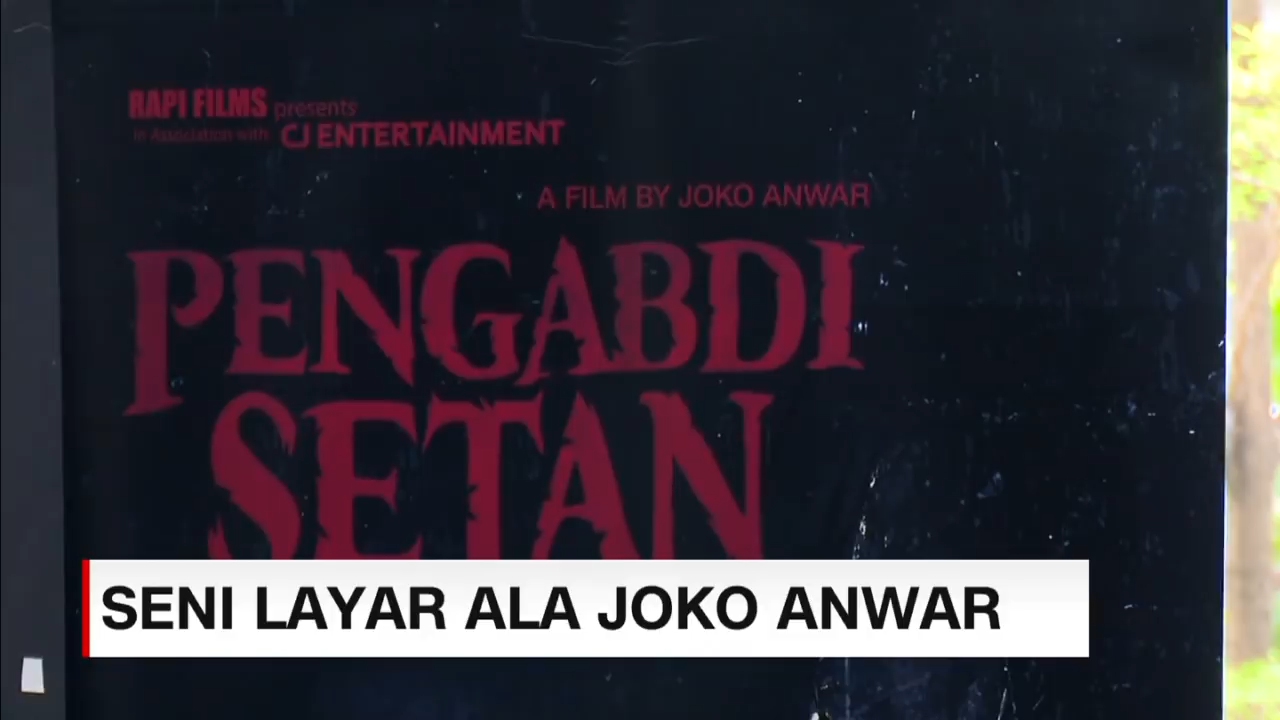 RAPI FILMS presents
in Association with CJ ENTERTAINMENT
A FILM BY JOKO ANWAR
PENGABDI
SETAN
SENI LAYAR ALA JOKO ANWAR